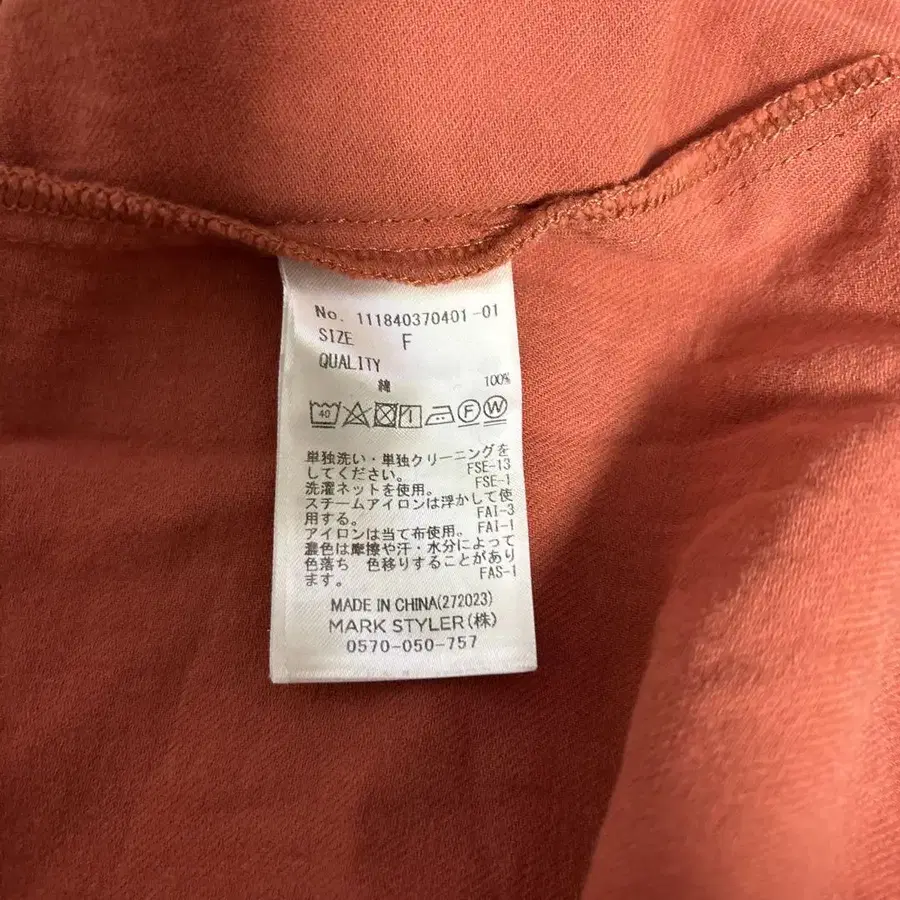 No. 111840370401-01
SIZE F
QUALITY
綿 100%
40 F W
単独洗い・単独クリーニングを
してください。 FSE-13
洗濯ネットを使用。 FSE-1
スチームアイロンは浮かして使
用する。 FAI-3
アイロンは当て布使用。 FAI-1
濃色は摩擦や汗・水分によって
色落ち 色移りすることがあり
ます。 FAS-1
MADE IN CHINA(272023)
MARK STYLER(株)
0570-050-757